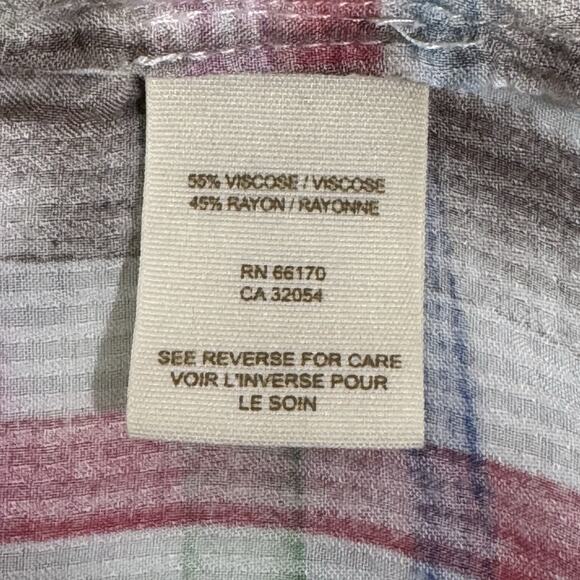 55% VISCOSE / VISCOSE
45% RAYON / RAYONNE
RN 66170
CA 32054
SEE REVERSE FOR CARE
VOIR L'INVERSE POUR
LE SOIN